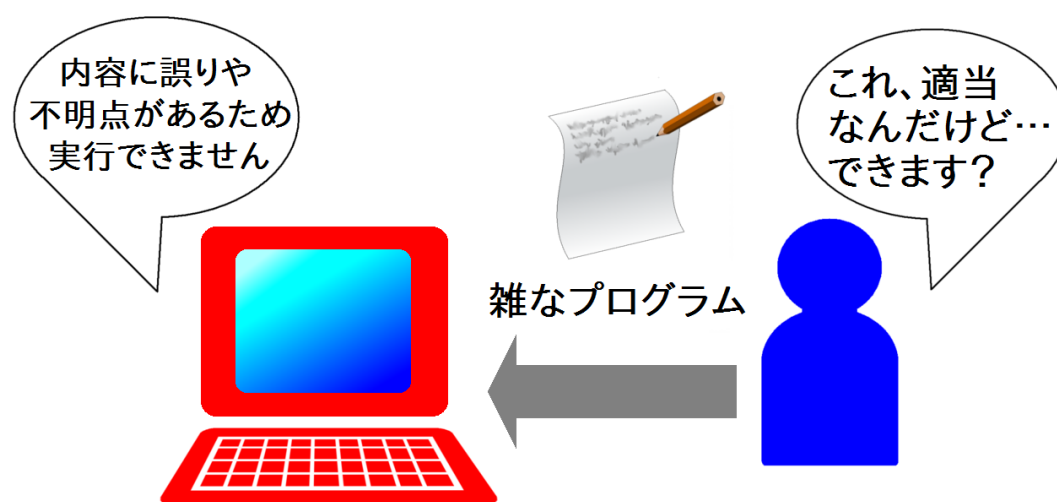 内容に誤りや
不明点があるため
実行できません
これ、適当
なんだけど…
できます？
雑なプログラム